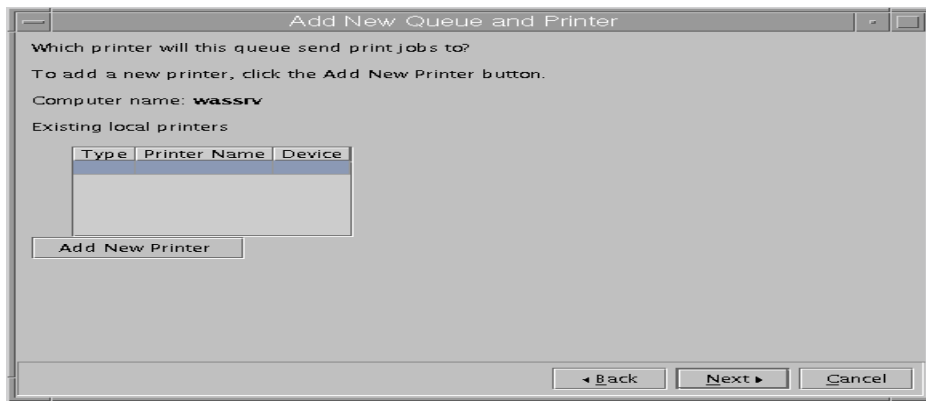 Add New Queue and Printer
Which printer will this queue send print jobs to?
To add a new printer, click the Add New Printer button.
Computer name: wassrv
Existing local printers
Type Printer Name Device
Add New Printer
Back Next Cancel